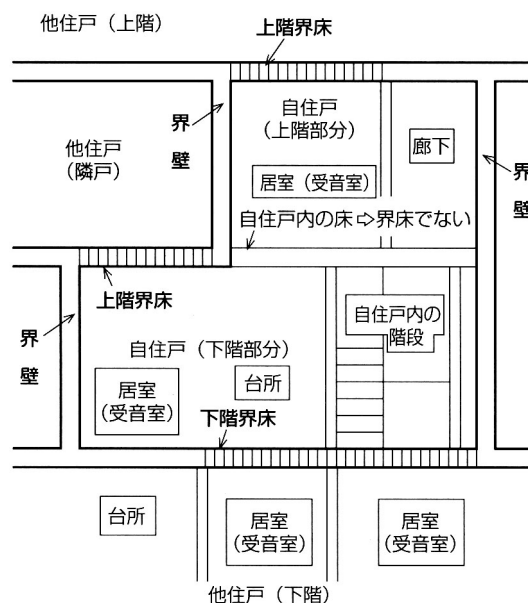 他住戸（上階）
上階界床
界壁
他住戸
（隣戸）
自住戸
（上階部分）
廊下
居室（受音室）
界壁
自住戸内の床⇨界床でない
上階界床
界壁
自住戸（下階部分）
自住戸内の
階段
居室
（受音室）
台所
下階界床
台所
居室
（受音室）
居室
（受音室）
他住戸（下階）